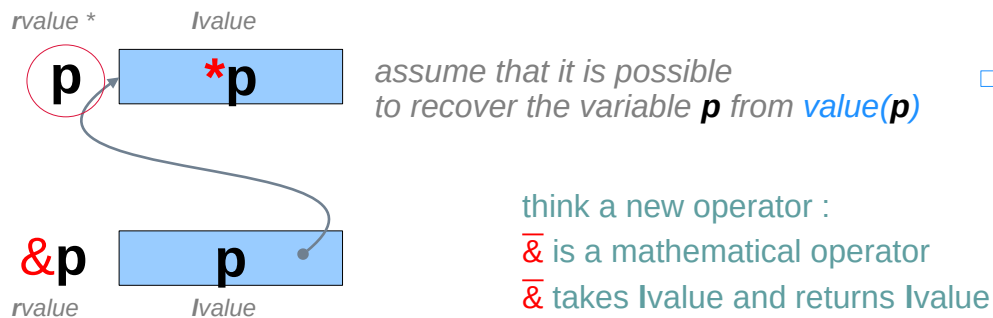 rvalue * lvalue
p *p
assume that it is possible
to recover the variable p from value(p)
think a new operator :
&̅ is a mathematical operator
&p p
&̅ takes lvalue and returns lvalue
rvalue lvalue